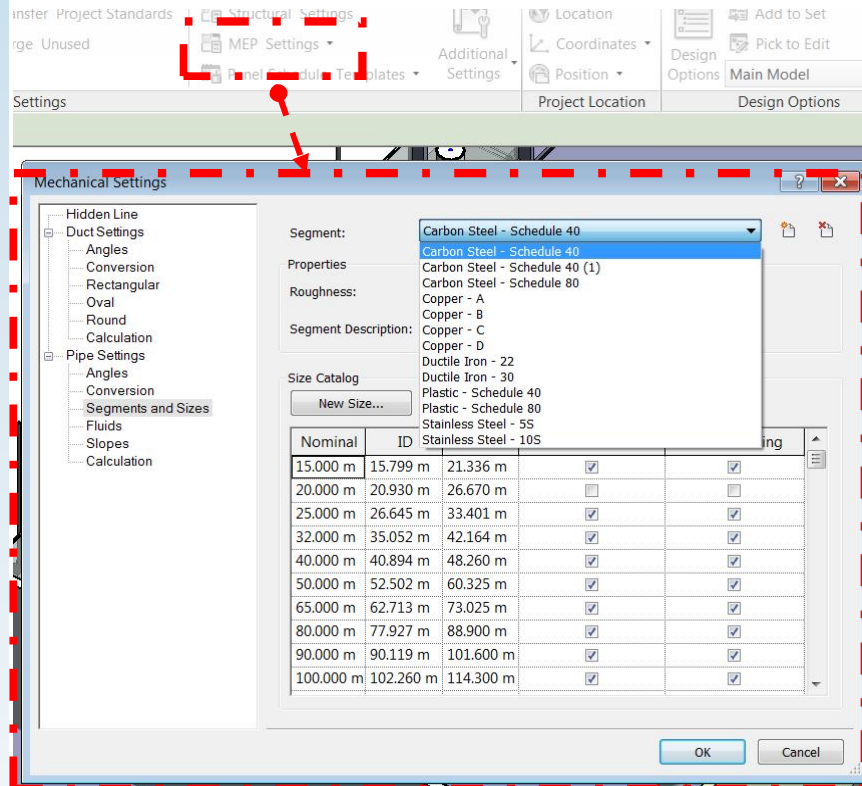 Project Standards
Structural Settings
Location
Add to Set
Unused
MEP Settings
Additional Settings
Coordinates
Design Options
Pick to Edit
Templates
Position
Main Model
Settings
Project Location
Design Options
Mechanical Settings
Hidden Line
Duct Settings
Angles
Conversion
Rectangular
Oval
Round
Calculation
Pipe Settings
Angles
Conversion
Segments and Sizes
Fluids
Slopes
Calculation
Segment: Carbon Steel - Schedule 40
Carbon Steel - Schedule 40
Carbon Steel - Schedule 40 (1)
Carbon Steel - Schedule 80
Copper - A
Copper - B
Copper - C
Copper - D
Ductile Iron - 22
Ductile Iron - 30
Plastic - Schedule 40
Plastic - Schedule 80
Stainless Steel - 5S
Stainless Steel - 10S
Properties
Roughness:
Segment Description:
Size Catalog
New Size...
Nominal ID
15.000 m 15.799 m 21.336 m
20.000 m 20.930 m 26.670 m
25.000 m 26.645 m 33.401 m
32.000 m 35.052 m 42.164 m
40.000 m 40.894 m 48.260 m
50.000 m 52.502 m 60.325 m
65.000 m 62.713 m 73.025 m
80.000 m 77.927 m 88.900 m
90.000 m 90.119 m 101.600 m
100.000 m 102.260 m 114.300 m
OK Cancel